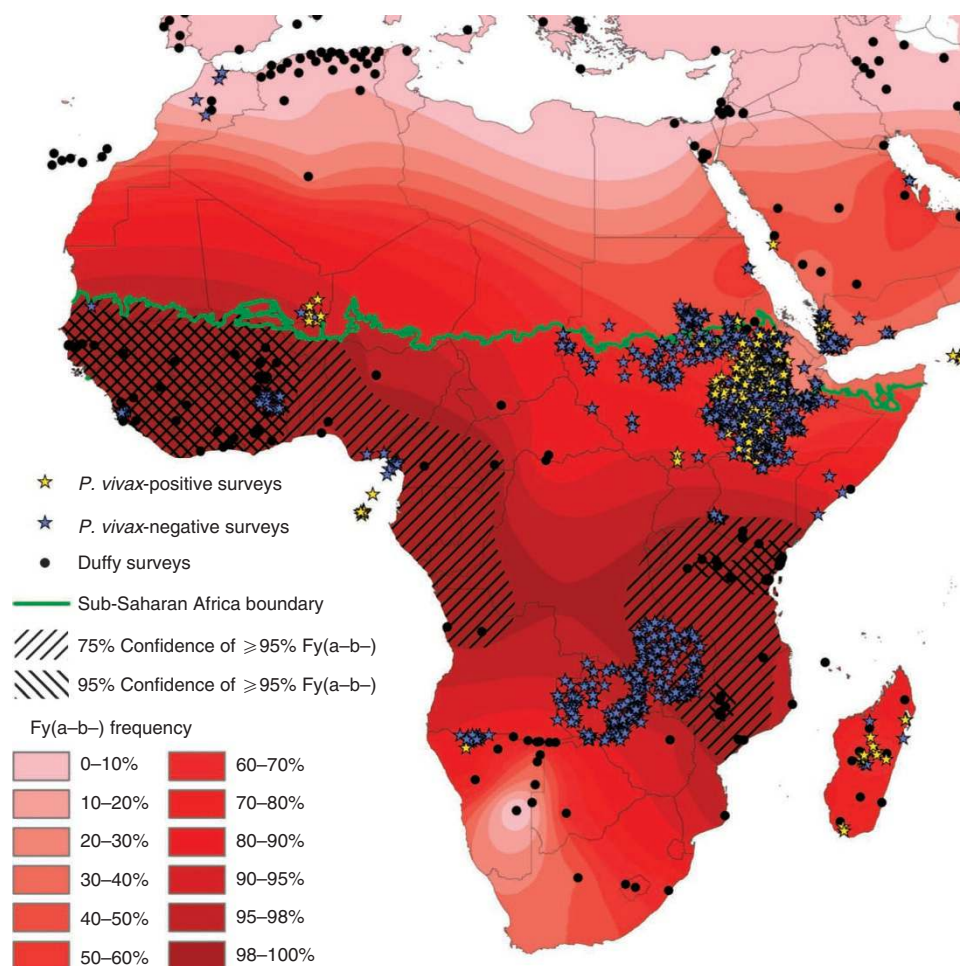 P. vivax-positive surveys
P. vivax-negative surveys
Duffy surveys
Sub-Saharan Africa boundary
75% Confidence of ≥95% Fy(a–b–)
95% Confidence of ≥95% Fy(a–b–)
Fy(a–b–) frequency
0–10%
10–20%
20–30%
30–40%
40–50%
50–60%
60–70%
70–80%
80–90%
90–95%
95–98%
98–100%